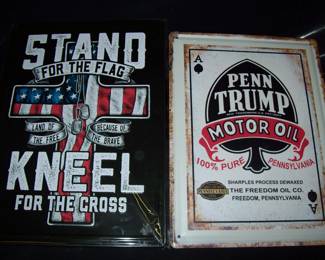 STAND
FOR THE FLAG
LAND OF THE FREE
BECAUSE OF THE BRAVE
KNEEL
FOR THE CROSS
A
PENN
TRUMP
MOTOR OIL
100% PURE PENNSYLVANIA
SHARPLES PROCESS DEWAXED
THE FREEDOM OIL CO.
FREEDOM, PENNSYLVANIA
A